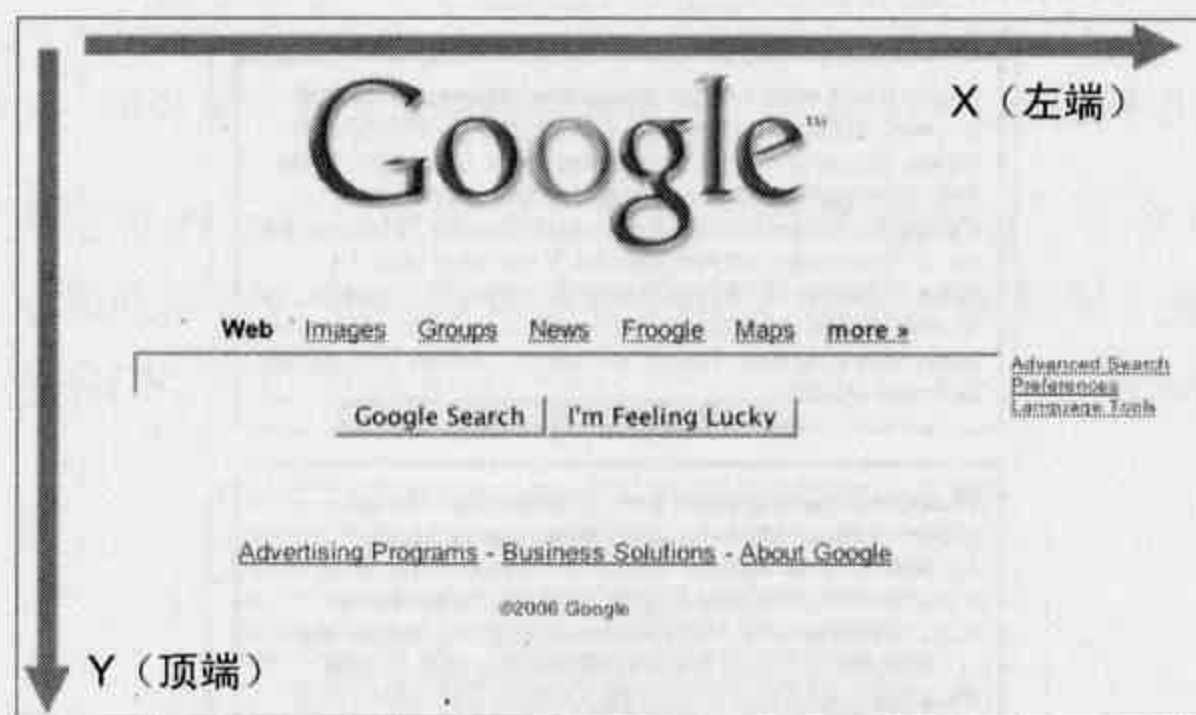 X（左端）
Google™
Web Images Groups News Froogle Maps more »
Advanced Search
Preferences
Language Tools
Google Search I'm Feeling Lucky
Advertising Programs - Business Solutions - About Google
©2006 Google
Y（顶端）